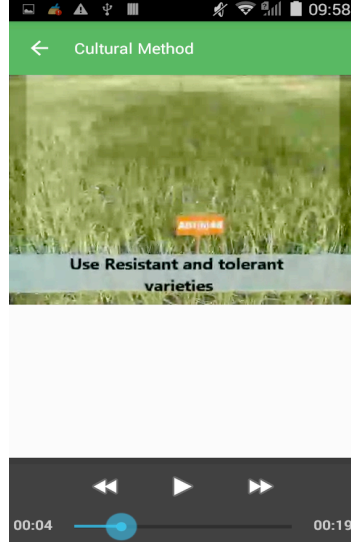 09:58
Cultural Method
Use Resistant and tolerant
varieties
00:04
00:19